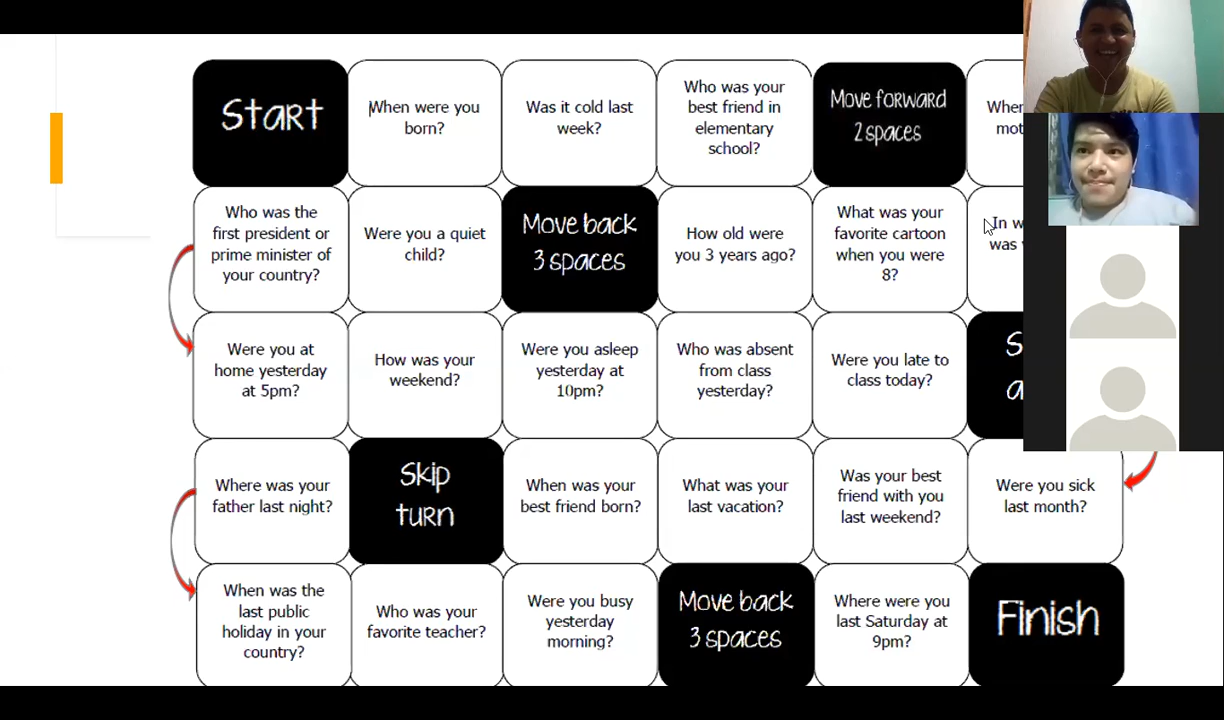 Start
When were you
born?
Was it cold last
week?
Who was your
best friend in
elementary
school?
Move forward
2 spaces
Who was the
first president or
prime minister of
your country?
Were you a quiet
child?
Move back
3 spaces
How old were
you 3 years ago?
What was your
favorite cartoon
when you were
8?
In
was
Were you at
home yesterday
at 5pm?
How was your
weekend?
Were you asleep
yesterday at
10pm?
Who was absent
from class
yesterday?
Were you late to
class today?
Where was your
father last night?
Skip
turn
When was your
best friend born?
What was your
last vacation?
Was your best
friend with you
last weekend?
Were you sick
last month?
When was the
last public
holiday in your
country?
Who was your
favorite teacher?
Were you busy
yesterday
morning?
Move back
3 spaces
Where were you
last Saturday at
9pm?
Finish